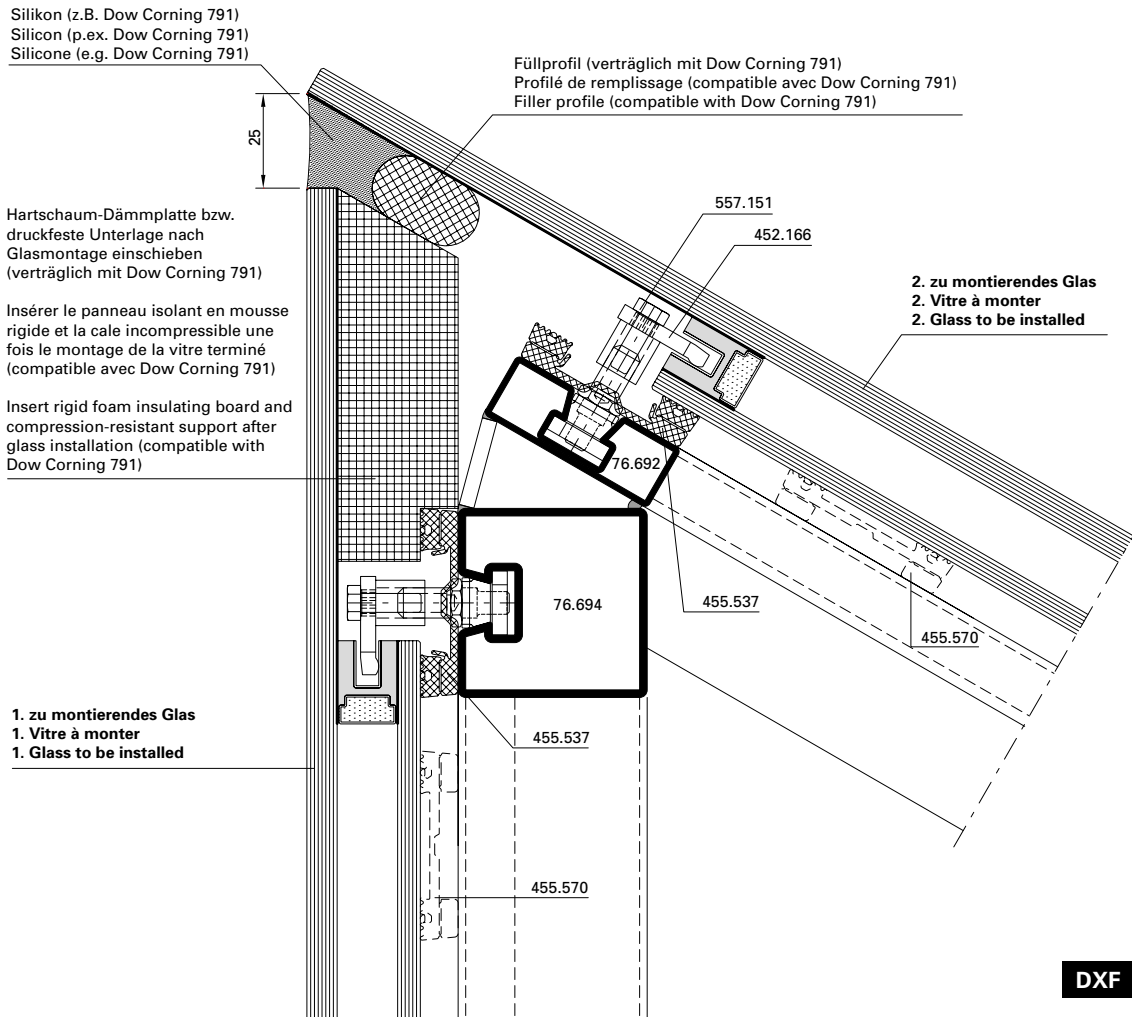 Silikon (z.B. Dow Corning 791)
Silicon (p.ex. Dow Corning 791)
Silicone (e.g. Dow Corning 791)
Füllprofil (verträglich mit Dow Corning 791)
Profilé de remplissage (compatible avec Dow Corning 791)
Filler profile (compatible with Dow Corning 791)
25
Hartschaum-Dämmplatte bzw.
druckfeste Unterlage nach
Glasmontage einschieben
(verträglich mit Dow Corning 791)
Insérer le panneau isolant en mousse
rigide et la cale incompressible une
fois le montage de la vitre terminé
(compatible avec Dow Corning 791)
Insert rigid foam insulating board and
compression-resistant support after
glass installation (compatible with
Dow Corning 791)
557.151
452.166
2. zu montierendes Glas
2. Vitre à monter
2. Glass to be installed
76.692
76.694
455.537
455.570
1. zu montierendes Glas
1. Vitre à monter
1. Glass to be installed
455.537
455.570
DXF